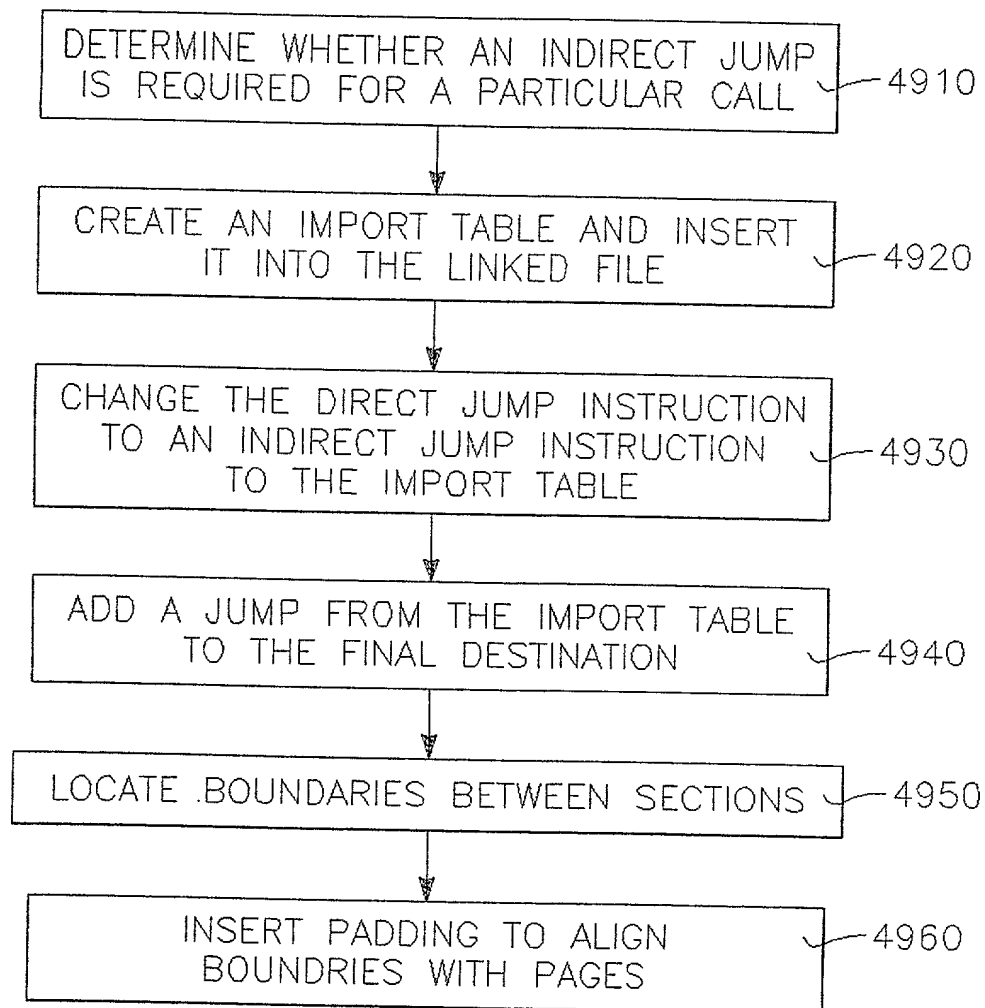 DETERMINE WHETHER AN INDIRECT JUMP
IS REQUIRED FOR A PARTICULAR CALL
4910
CREATE AN IMPORT TABLE AND INSERT
IT INTO THE LINKED FILE
4920
CHANGE THE DIRECT JUMP INSTRUCTION
TO AN INDIRECT JUMP INSTRUCTION
TO THE IMPORT TABLE
4930
ADD A JUMP FROM THE IMPORT TABLE
TO THE FINAL DESTINATION
4940
LOCATE .BOUNDARIES BETWEEN SECTIONS
4950
INSERT PADDING TO ALIGN
BOUNDRIES WITH PAGES
4960